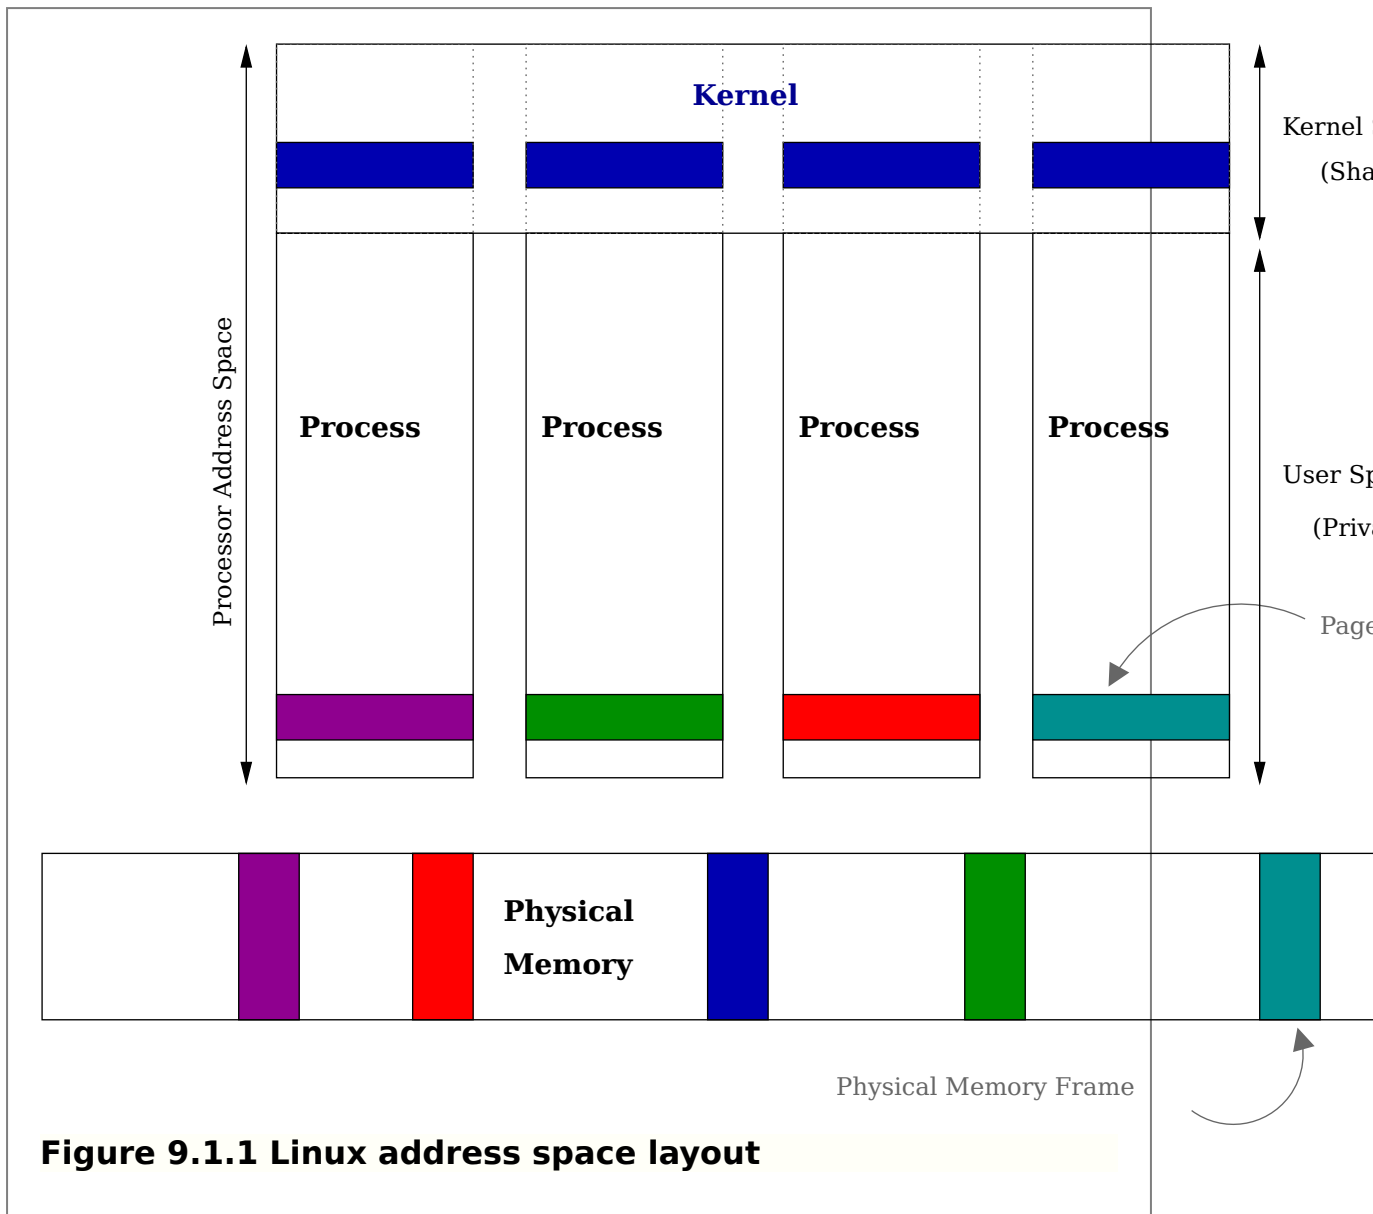 Kernel
Kernel
(Sha
Processor Address Space
Process Process Process Process
User Sp
(Priva
Page
Physical
Memory
Physical Memory Frame
Figure 9.1.1 Linux address space layout